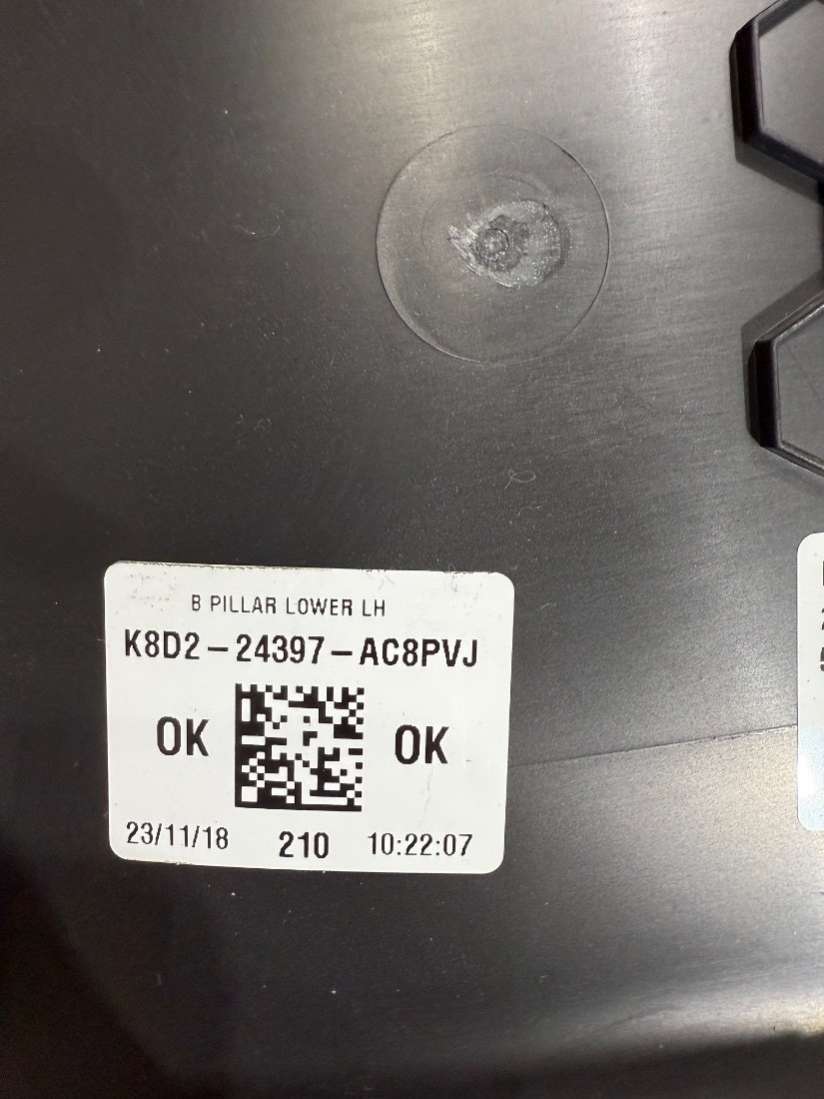 B PILLAR LOWER LH
K8D2-24397-AC8PVJ
OK OK
23/11/18 210 10:22:07